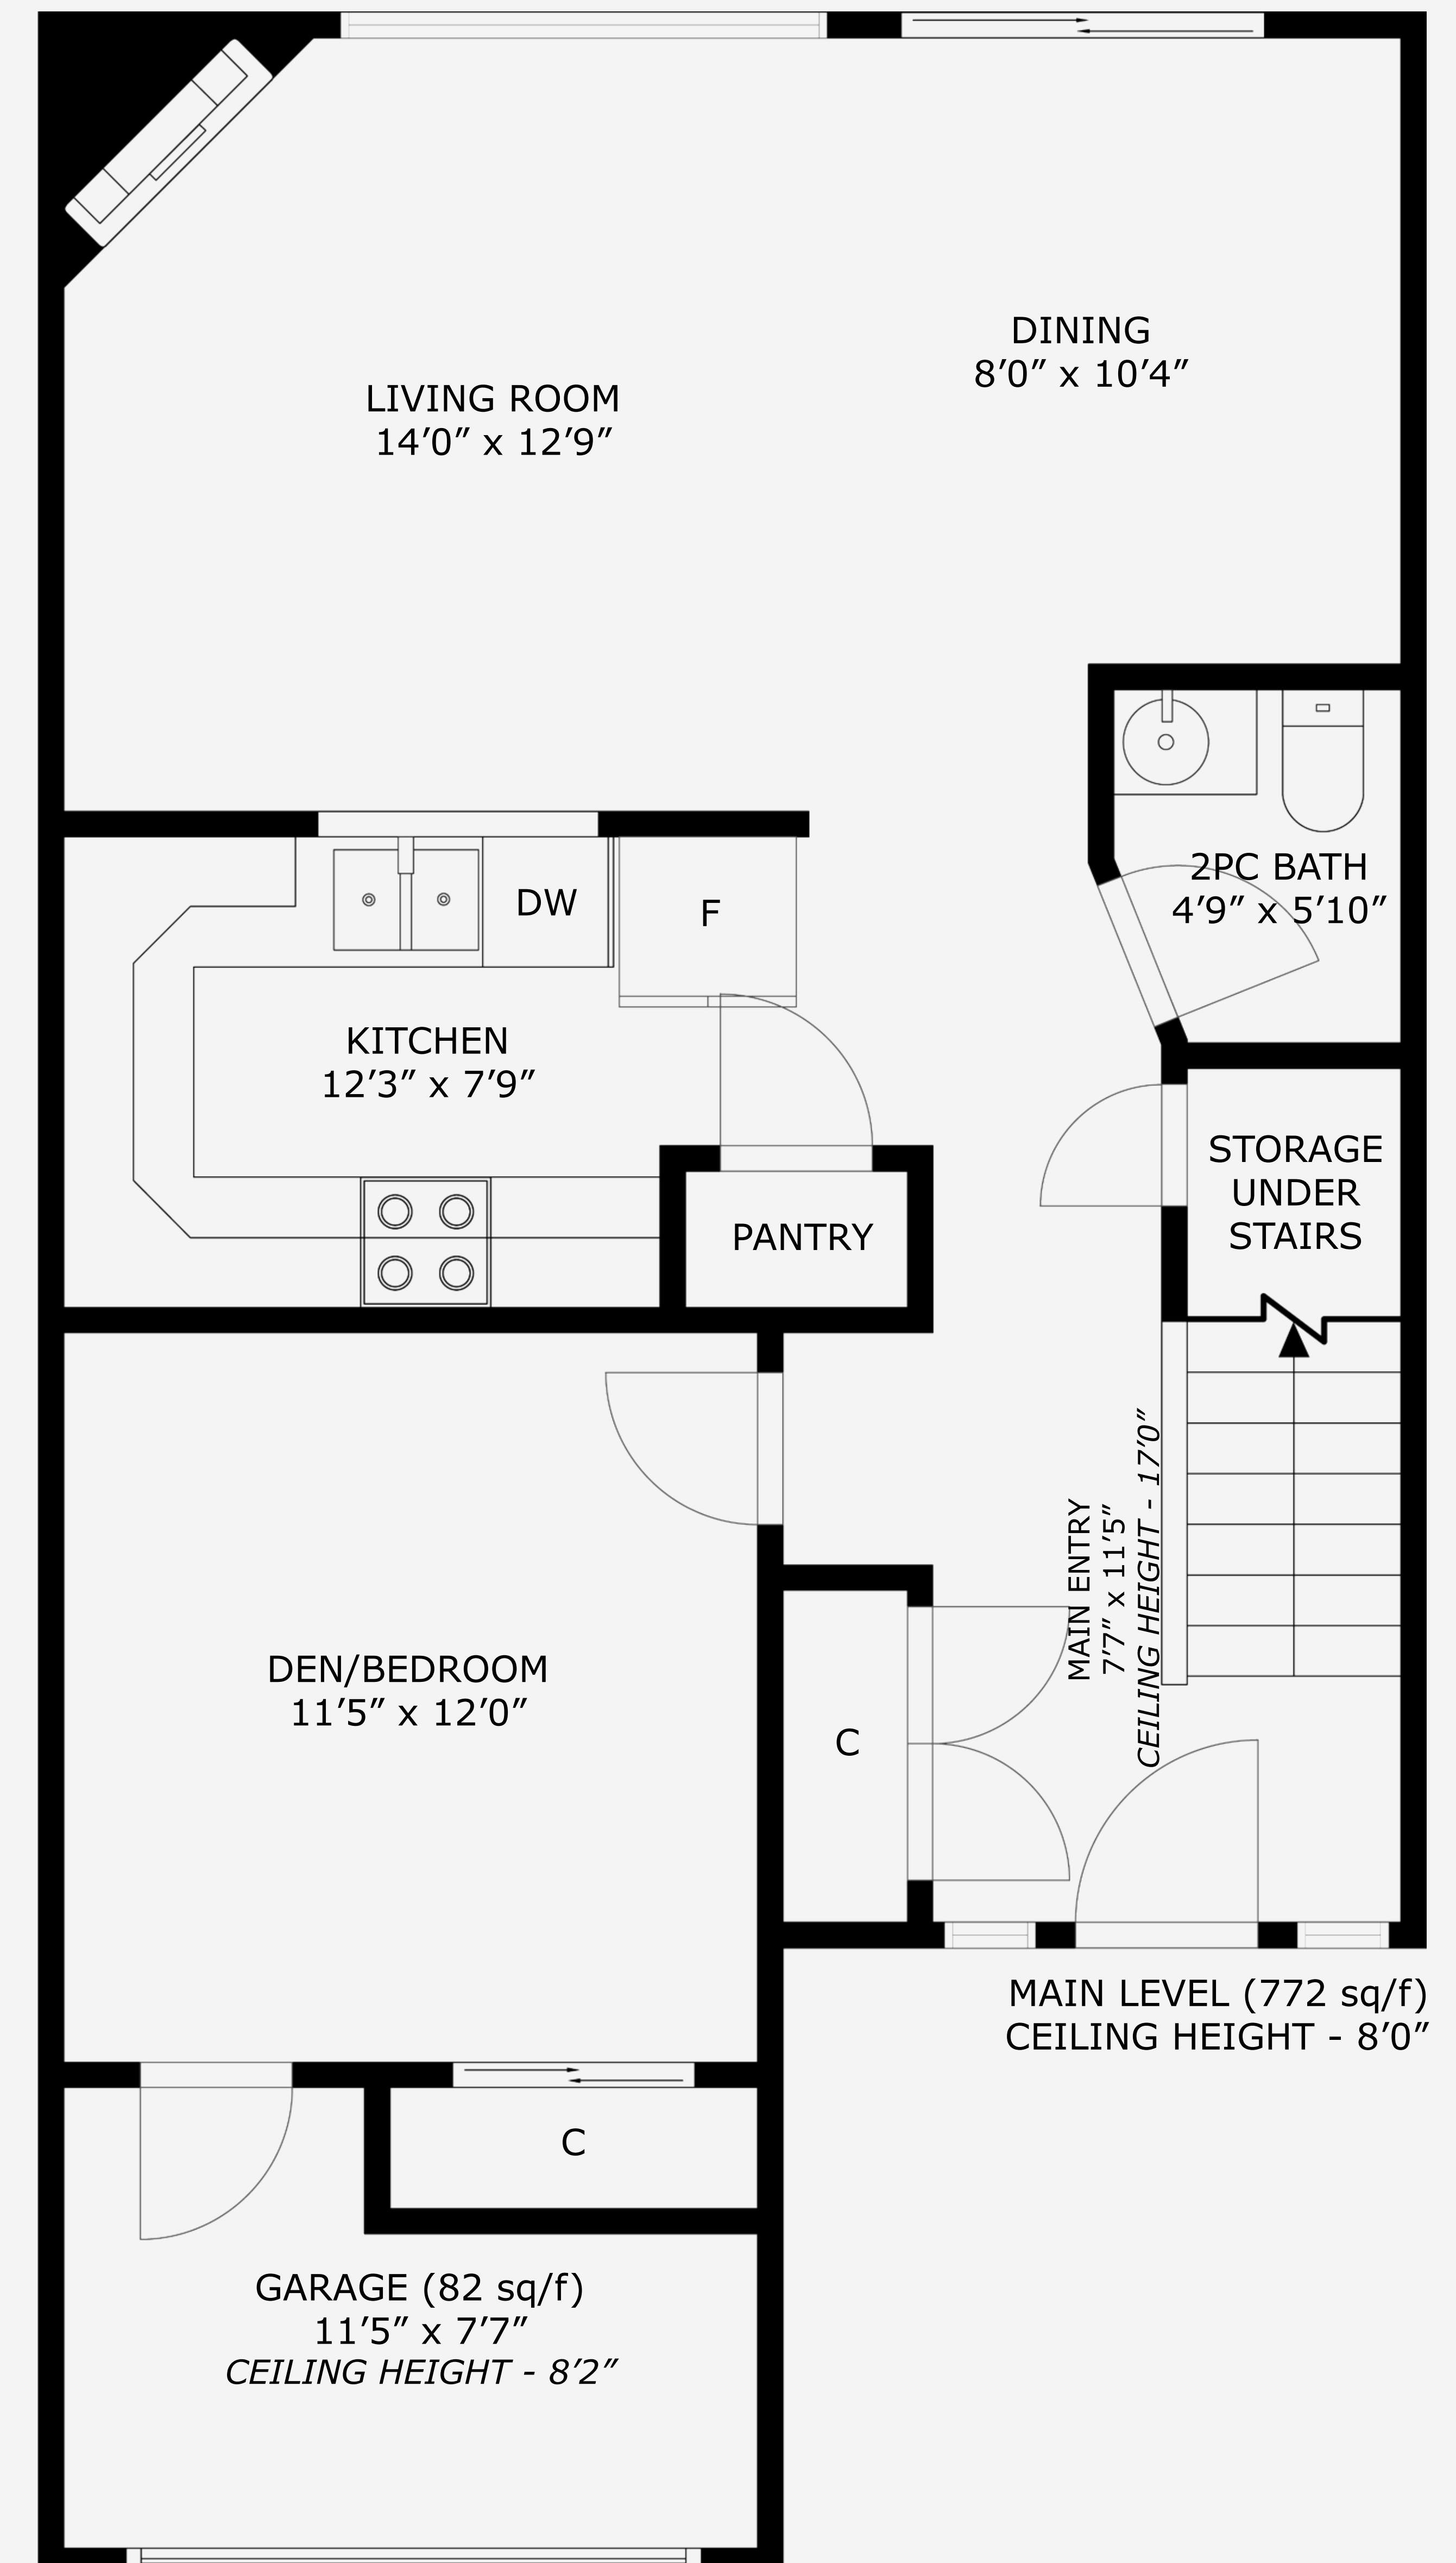 DINING
8’0” x 10’4”
LIVING ROOM
14’0” x 12’9”
2PC BATH
4’9” x 5’10”
DW
F
KITCHEN
12’3” x 7’9”
STORAGE
UNDER
STAIRS
PANTRY
MAIN ENTRY
7’7” x 11’5”
CEILING HEIGHT - 17’0”
DEN/BEDROOM
11’5” x 12’0”
C
MAIN LEVEL (772 sq/f)
CEILING HEIGHT - 8’0”
C
GARAGE (82 sq/f)
11’5” x 7’7”
CEILING HEIGHT - 8’2”